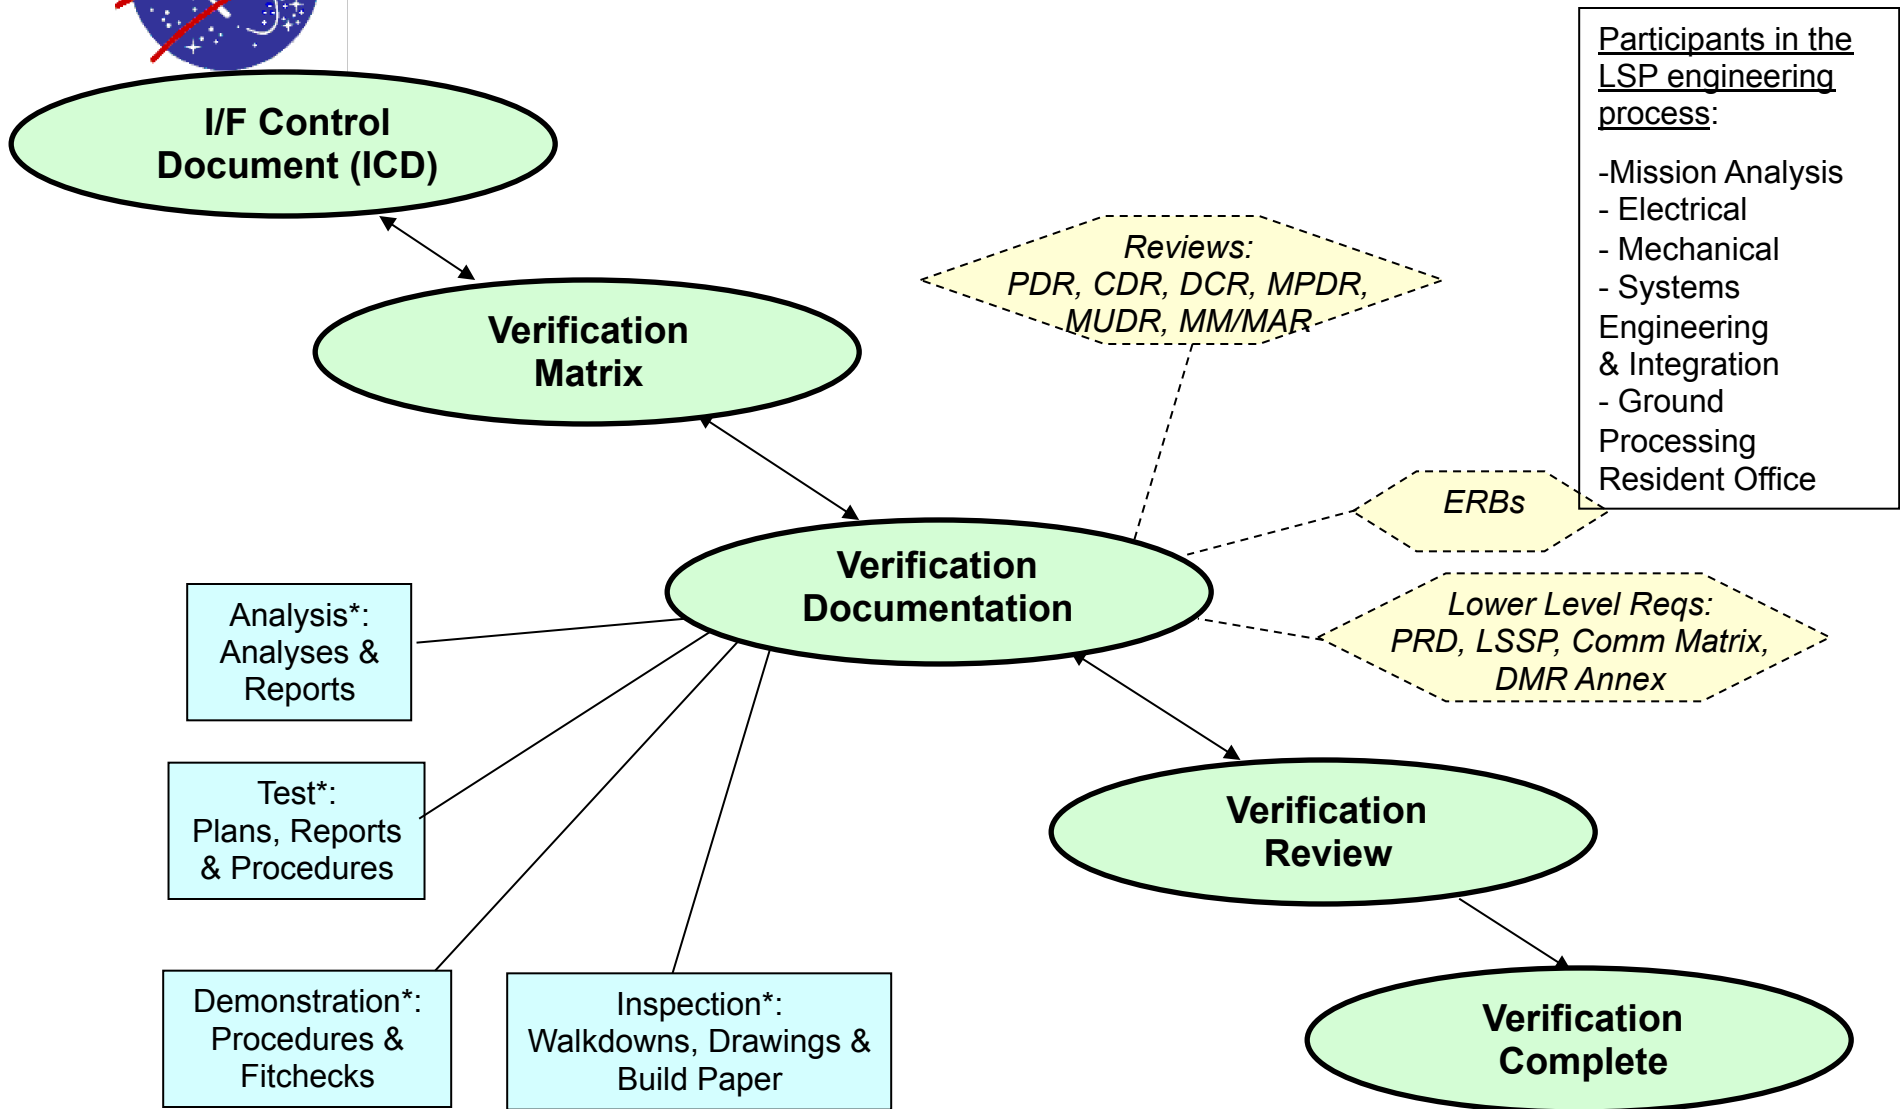 I/F Control
Document (ICD)
Participants in the
LSP engineering
process:
-Mission Analysis
- Electrical
- Mechanical
- Systems
Engineering
& Integration
- Ground
Processing
Resident Office
Verification
Matrix
Reviews:
PDR, CDR, DCR, MPDR,
MUDR, MM/MAR
ERBs
Verification
Documentation
Lower Level Reqs:
PRD, LSSP, Comm Matrix,
DMR Annex
Analysis*:
Analyses &
Reports
Test*:
Plans, Reports
& Procedures
Verification
Review
Demonstration*:
Procedures &
Fitchecks
Inspection*:
Walkdowns, Drawings &
Build Paper
Verification
Complete